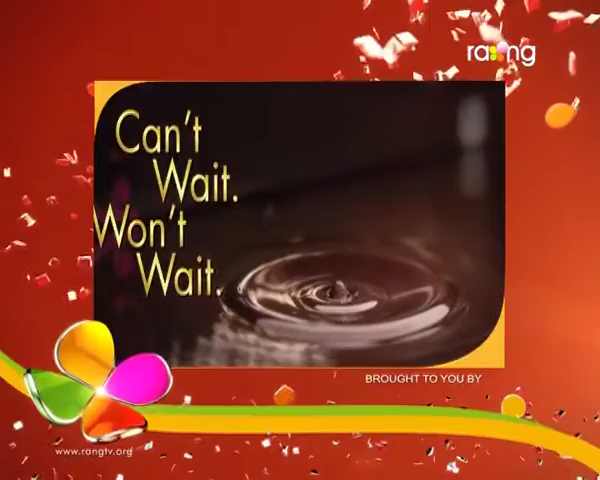 rang
Can't
Wait.
Won't
Wait.
BROUGHT TO YOU BY
www.rangtv.org